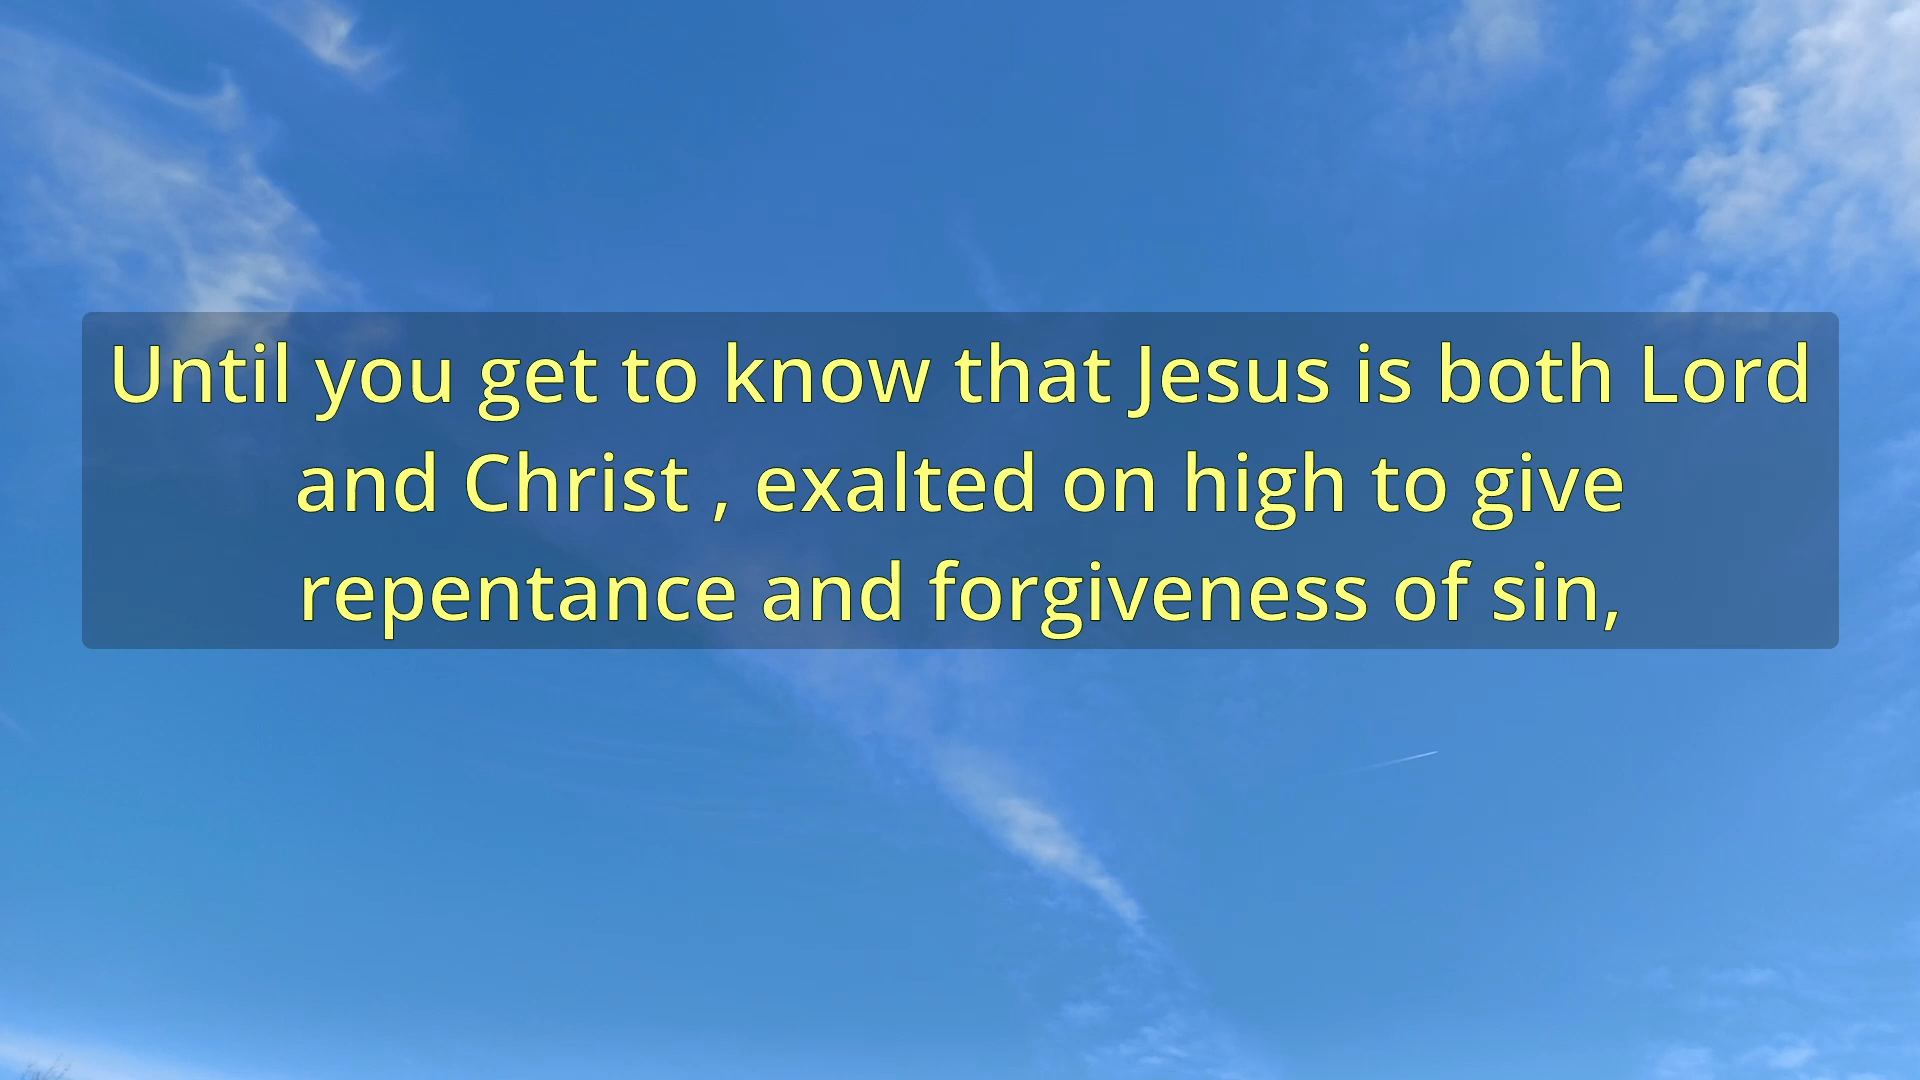 Until you get to know that Jesus is both Lord
and Christ , exalted on high to give
repentance and forgiveness of sin,